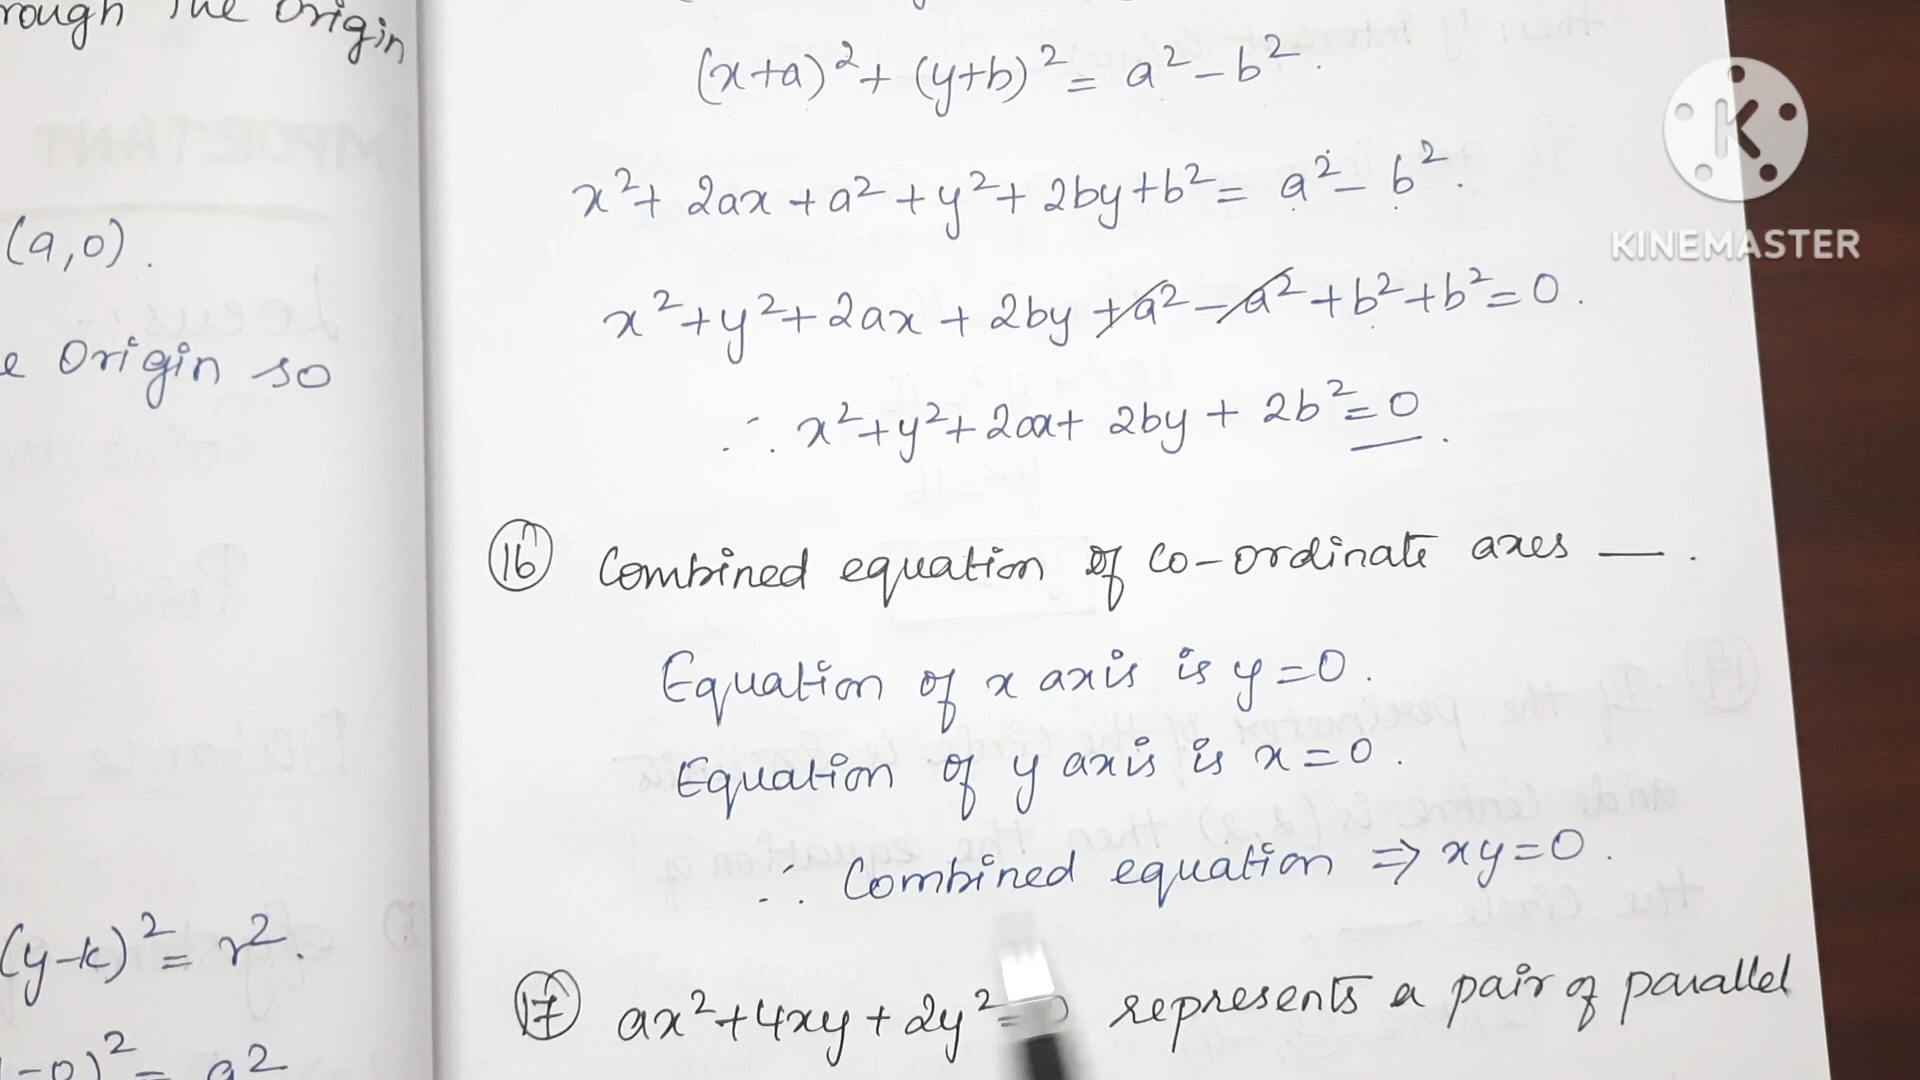 rough the Origin
(a,0).
e Origin so
(y-k)² = r².
-0)² = a²
(x+a)² + (y+b)² = a² - b².
x² + 2ax + a² + y² + 2by + b² = a² - b².
x² + y² + 2ax + 2by + a² - a² + b² + b² = 0.
∴ x² + y² + 2ax + 2by + 2b² = 0.
16 Combined equation of co-ordinate axes — .
Equation of x axis is y = 0.
Equation of y axis is x = 0.
∴ Combined equation ⇒ xy = 0.
17 ax² + 4xy + 2y² = represents a pair of parallel
K
KINEMASTER